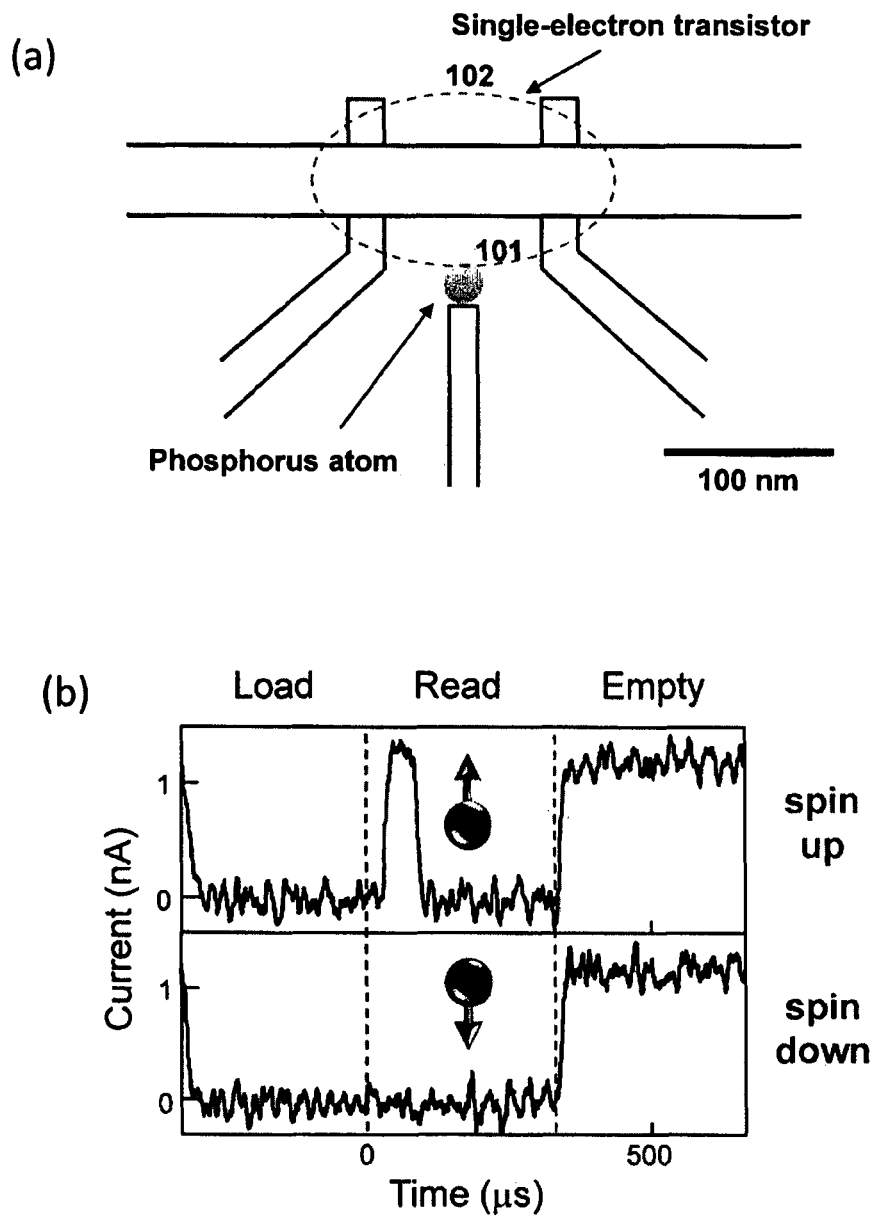 (a)
Single-electron transistor
102
101
Phosphorus atom
100 nm
(b)
Load Read Empty
1
0
spin
up
Current (nA)
1
0
spin
down
0 500
Time (μs)